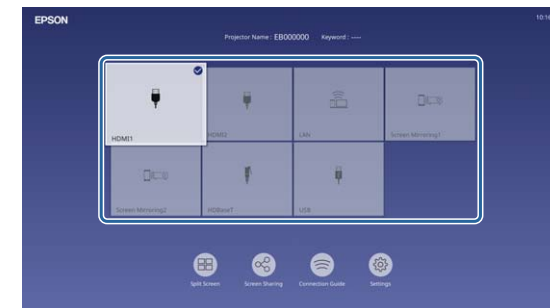 EPSON
10:16
Projector Name : EB000000 Keyword : ----
HDMI1
HDMI2
LAN
Screen Mirroring1
Screen Mirroring2
HDBaseT
USB
Split Screen
Screen Sharing
Connection Guide
Settings